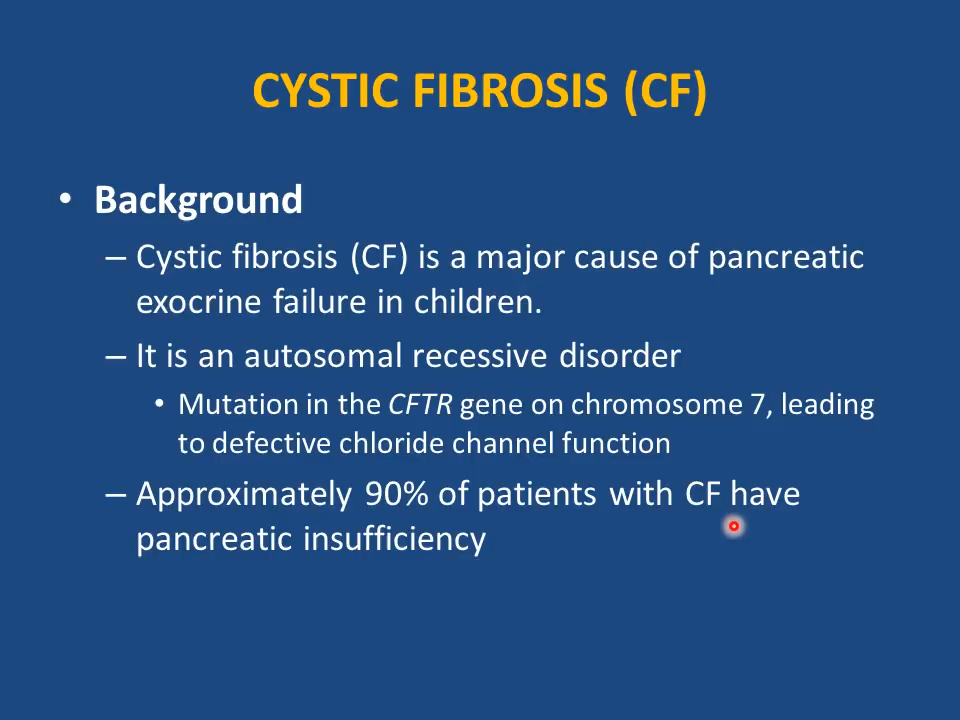 CYSTIC FIBROSIS (CF)
• Background
– Cystic fibrosis (CF) is a major cause of pancreatic
exocrine failure in children.
– It is an autosomal recessive disorder
• Mutation in the CFTR gene on chromosome 7, leading
to defective chloride channel function
– Approximately 90% of patients with CF have
pancreatic insufficiency